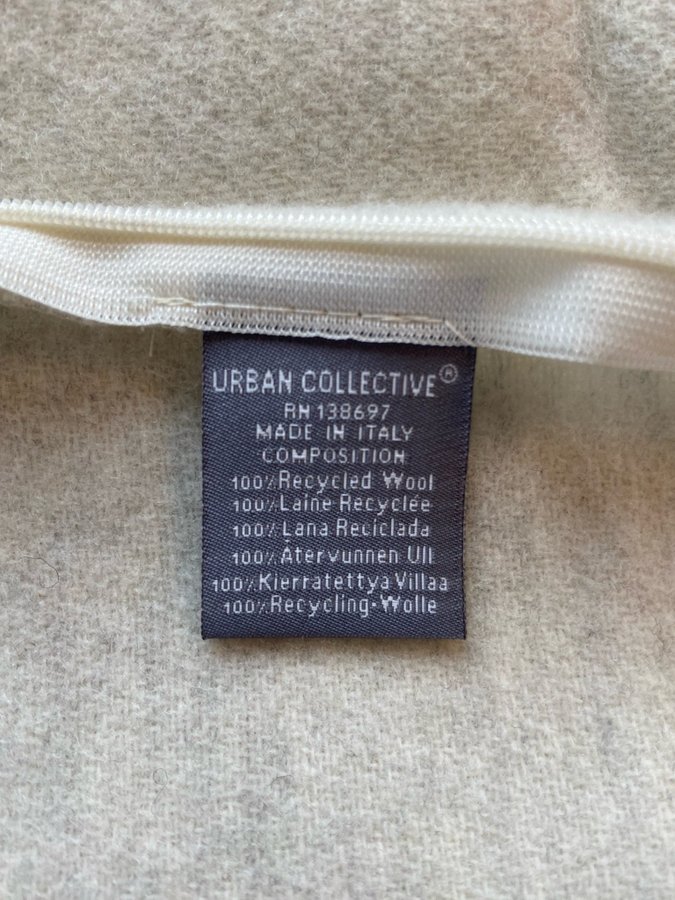 URBAN COLLECTIVE®
RN 138697
MADE IN ITALY
COMPOSITION
100% Recycled Wool
100% Laine Recyclée
100% Lana Reciclada
100% Återvunnen Ull
100% Kierratettya Villaa
100% Recycling-Wolle